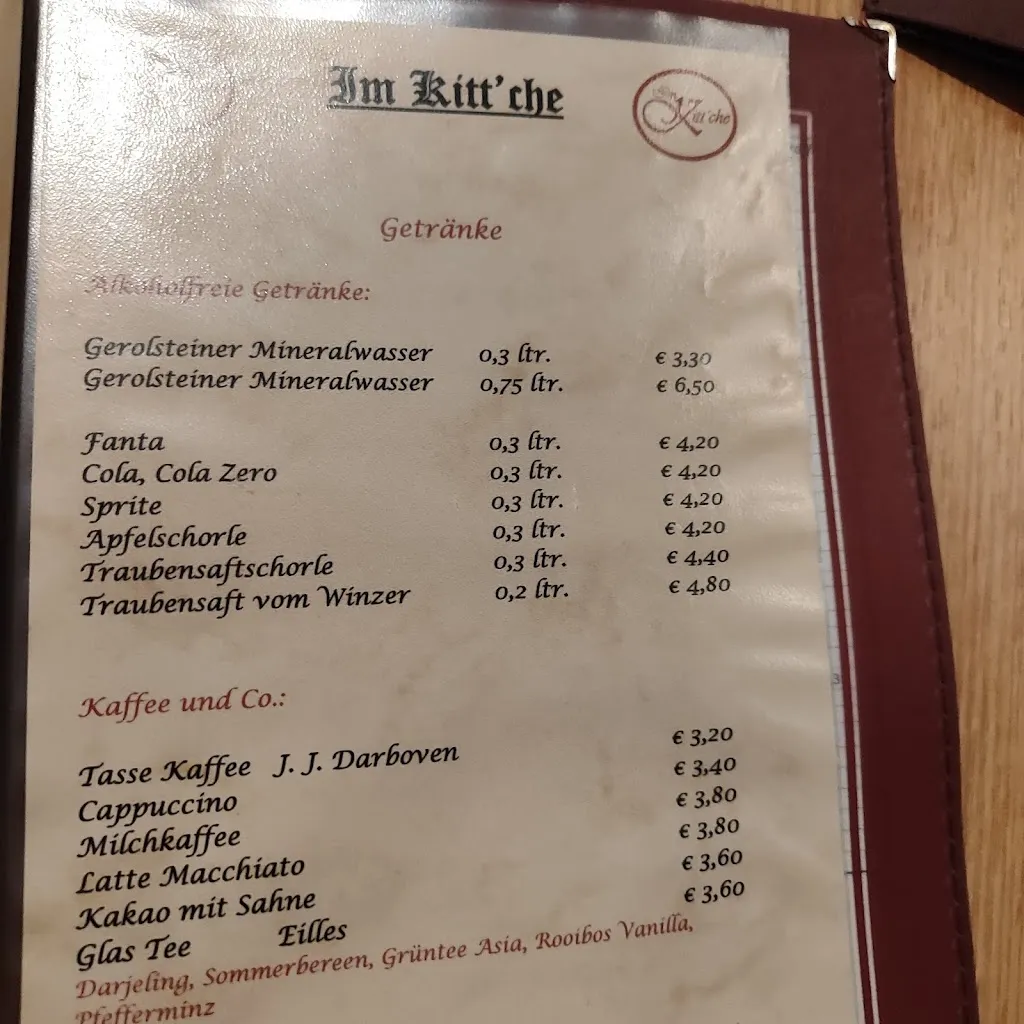 Im Kitt'che
Im Kitt'che
Getränke
Alkoholfreie Getränke:
Gerolsteiner Mineralwasser 0,3 ltr. € 3,30
Gerolsteiner Mineralwasser 0,75 ltr. € 6,50
Fanta 0,3 ltr. € 4,20
Cola, Cola Zero 0,3 ltr. € 4,20
Sprite 0,3 ltr. € 4,20
Apfelschorle 0,3 ltr. € 4,20
Traubensaftschorle 0,3 ltr. € 4,40
Traubensaft vom Winzer 0,2 ltr. € 4,80
Kaffee und Co.:
Tasse Kaffee J. J. Darboven € 3,20
Cappuccino € 3,40
Milchkaffee € 3,80
Latte Macchiato € 3,80
Kakao mit Sahne € 3,60
Glas Tee Eilles € 3,60
Darjeling, Sommerbereen, Grüntee Asia, Rooibos Vanilla,
Pfefferminz